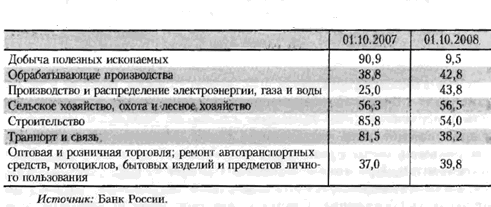 01.10.2007 01.10.2008
Добыча полезных ископаемых 90,9 9,5
Обрабатывающие производства 38,8 42,8
Производство и распределение электроэнергии, газа и воды 25,0 43,8
Сельское хозяйство, охота и лесное хозяйство 56,3 56,5
Строительство 85,8 54,0
Транпорт и связь 81,5 38,2
Оптовая и розничная торговля; ремонт автотранспортных
средств, мотоциклов, бытовых изделий и предметов лично- 37,0 39,8
го пользования
Источник: Банк России.